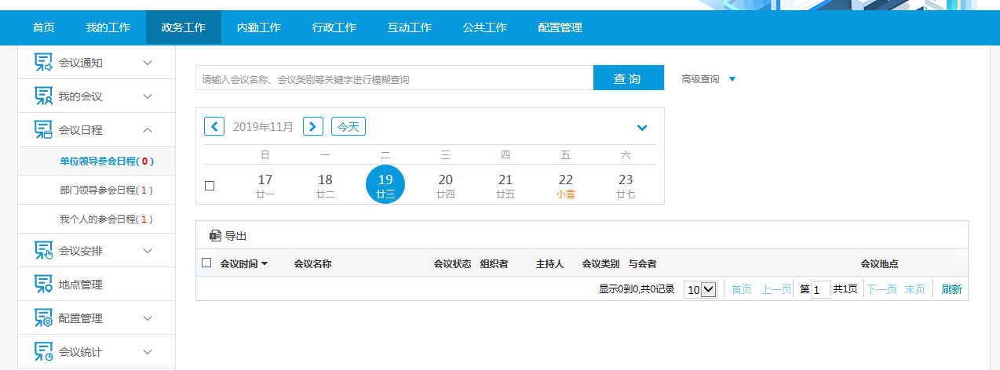 首页 我的工作 政务工作 内勤工作 行政工作 互动工作 公共工作 配置管理
会议通知
我的会议
会议日程
单位领导参会日程( 0 )
部门领导参会日程( 1 )
我个人的参会日程( 1 )
会议安排
地点管理
配置管理
会议统计
请输入会议名称、会议类别等关键字进行模糊查询 查 询 高级查询
2019年11月 今天
日 一 二 三 四 五 六
17 18 19 20 21 22 23
廿一 廿二 廿三 廿四 廿五 小雪 廿七
导出
会议时间 会议名称 会议状态 组织者 主持人 会议类别 与会者 会议地点
显示0到0,共0记录 10 首页 上一页 第 1 共1页 下一页 末页 刷新